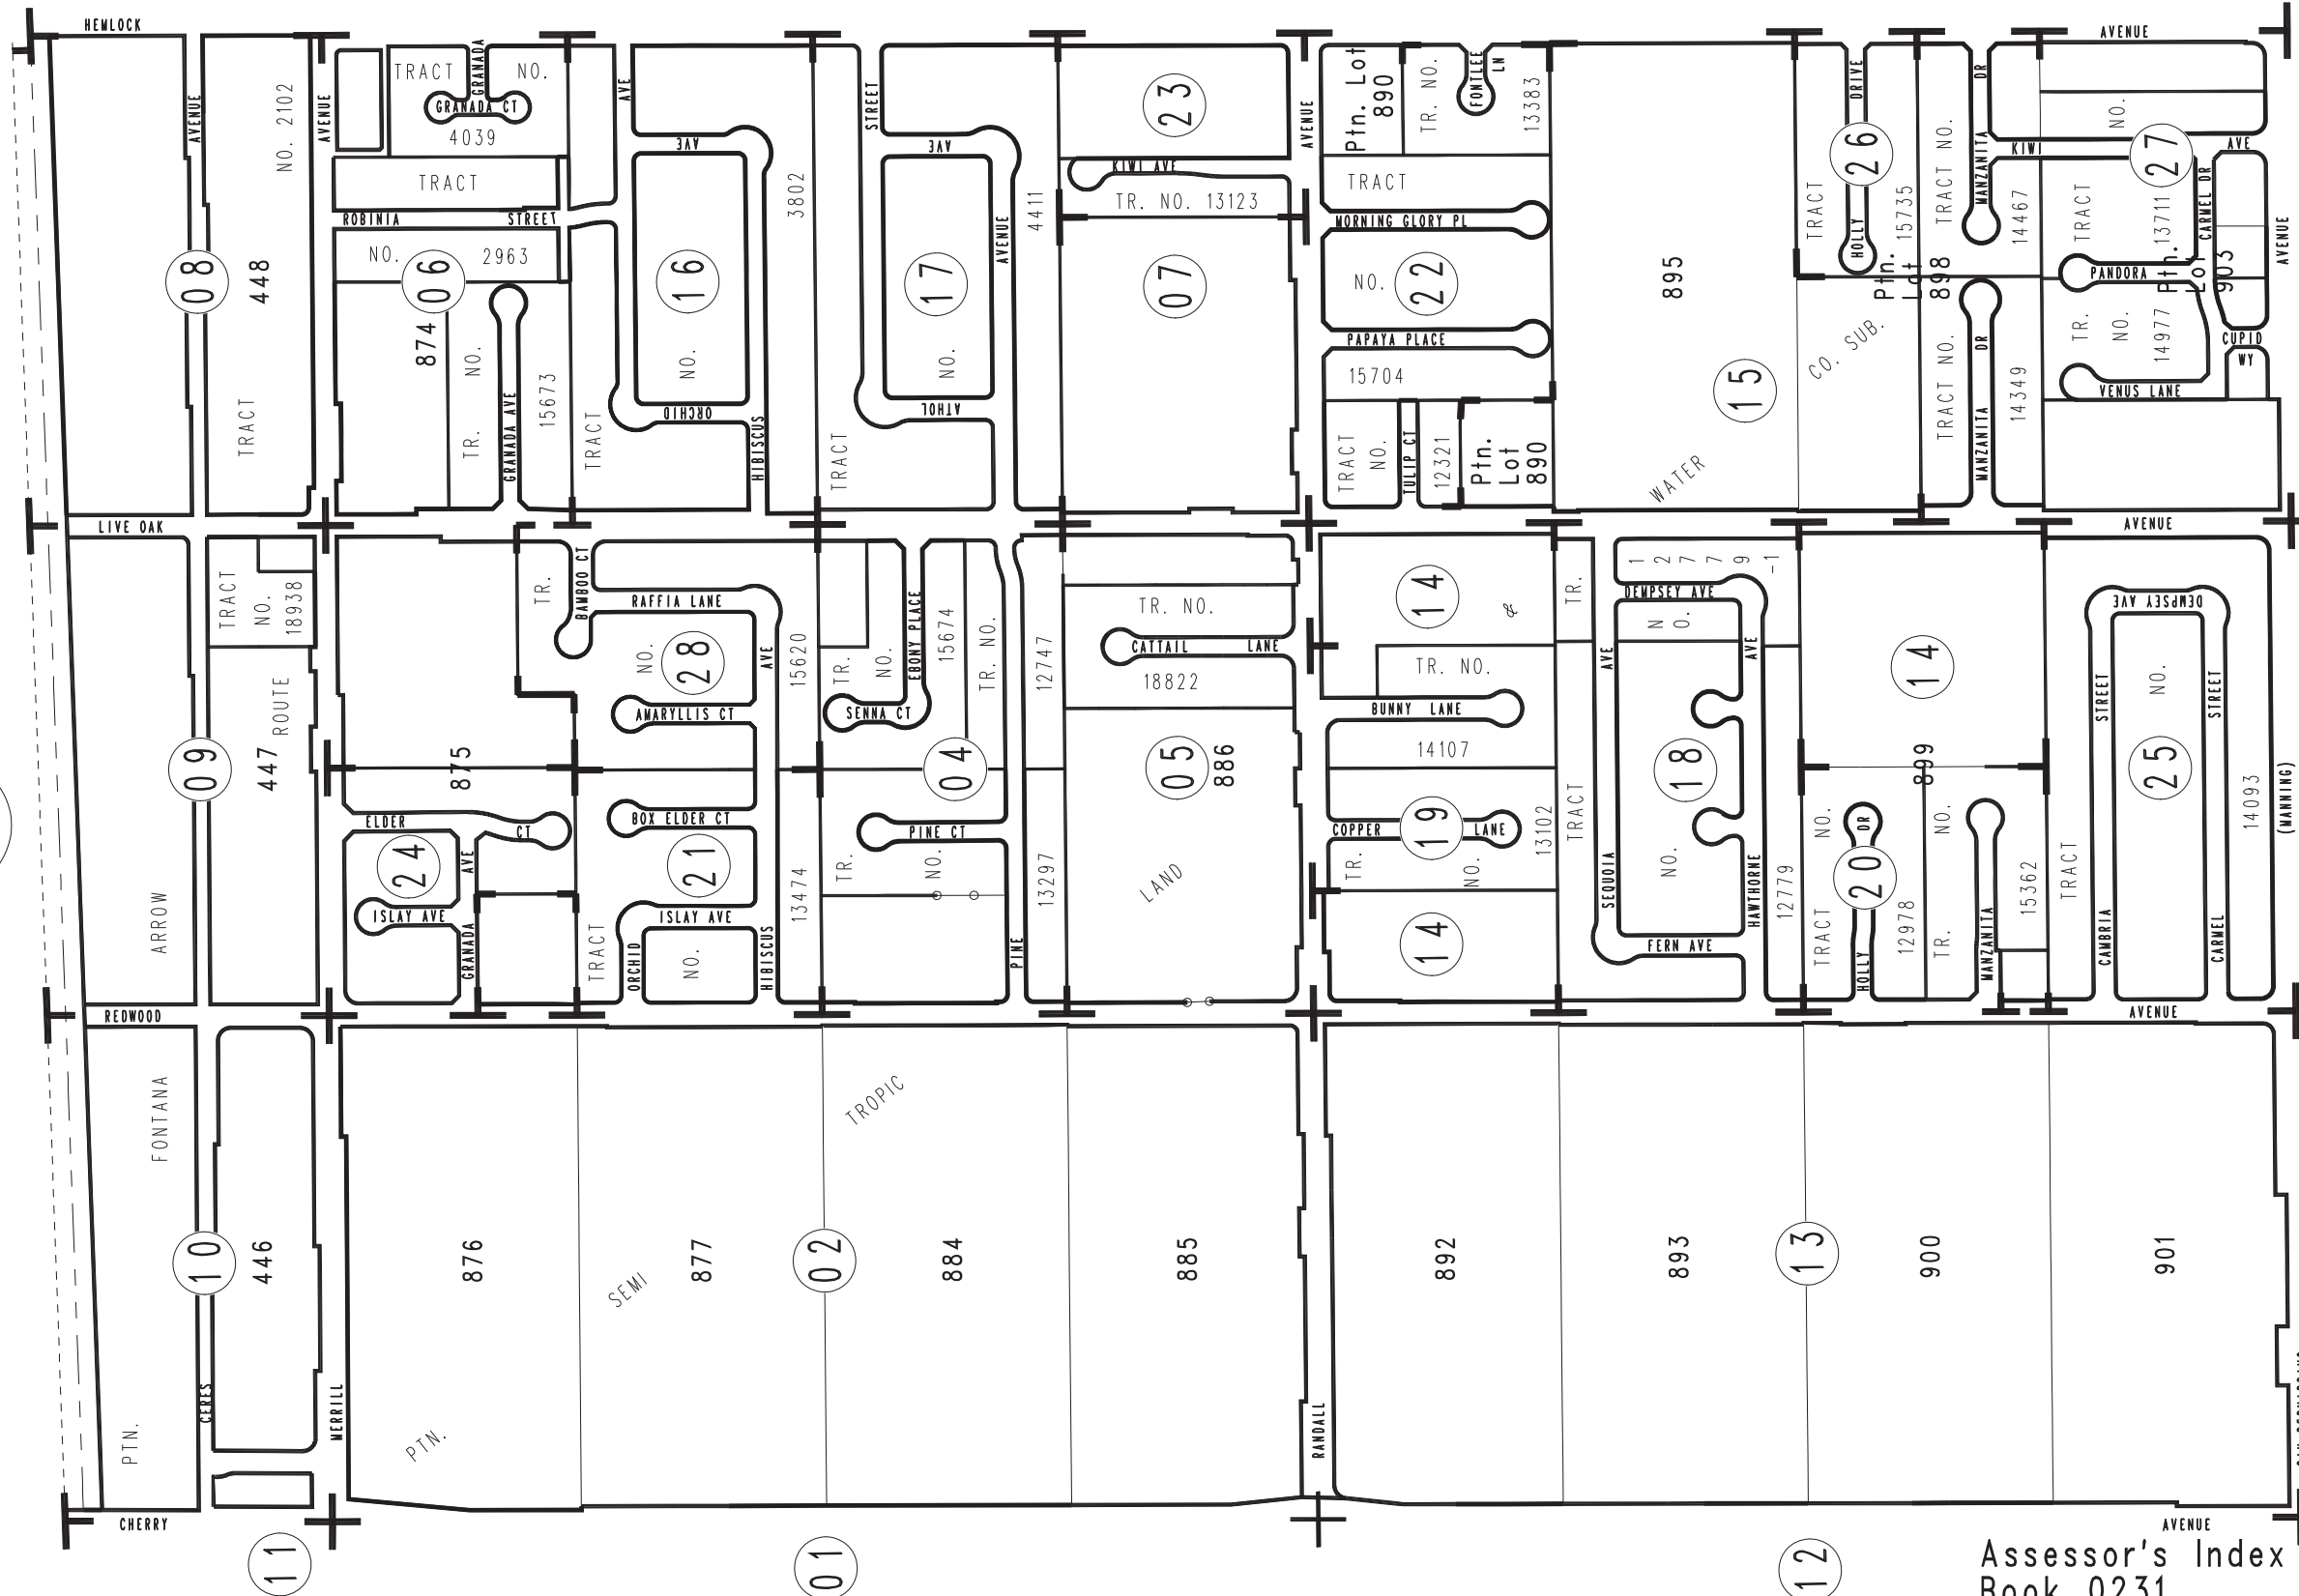 HEMLOCK
AVENUE
AVENUE
NO. 2102
AVENUE
TRACT
GRANADA
NO.
GRANADA CT
4039
TRACT
ROBINIA STREET
NO. 2963
08
448
TRACT
06
874
TR. NO.
GRANADA AVE
15673
AVE
AVE
16
NO.
TRACT
ORCHID
HIBISCUS
3802
STREET
AVE
17
NO.
ATHOL
TRACT
AVENUE
4411
23
KIWI AVE
TR. NO. 13123
07
AVENUE
Ptn. Lot
890
TR. NO.
FONTLEE
LN
13383
TRACT
MORNING GLORY PL
NO.
22
PAPAYA PLACE
15704
TRACT
NO.
TULIP CT
12321
Ptn.
Lot
890
895
15
WATER
CO. SUB.
DRIVE
26
HOLLY
TRACT
15735
Ptn.
Lot
898
TRACT NO.
DR
MANZANITA
14467
KIWI
AVE
NO.
27
TRACT
13711
CARMEL DR
PANDORA
Ptn.
Lot
903
AVENUE
CUPID
WY
TR.
NO.
14977
VENUS LANE
TRACT NO.
DR
MANZANITA
14349
LIVE OAK
AVENUE
TRACT
NO.
18938
09
447
ROUTE
ARROW
TR.
BAMBOO CT
RAFFIA LANE
NO.
28
AVE
AMARYLLIS CT
15620
875
ELDER
CT
24
AVE
ISLAY AVE
GRANADA
BOX ELDER CT
21
ISLAY AVE
TRACT
ORCHID
NO.
HIBISCUS
13474
TR.
NO.
EBONY PLACE
15674
SENNA CT
TR. NO.
12747
04
PINE CT
TR.
NO.
13297
PINE
TR. NO.
CATTAIL LANE
18822
05
886
LAND
14
&
TR. NO.
BUNNY LANE
14107
COPPER LANE
19
TR.
NO.
13102
14
TR.
1 2 7 7 9 -1
DEMPSEY AVE
N O.
AVE
AVE
18
TRACT
NO.
SEQUOIA
HAWTHORNE
FERN AVE
12779
14
899
TRACT NO.
HOLLY DR
20
12978
TR. NO.
MANZANITA
15362
DEMPSEY AVE
STREET
NO.
STREET
25
TRACT
CAMBRIA
CARMEL
14093
(MANNING)
REDWOOD
AVENUE
FONTANA
PTN.
10
446
CERES
MERRILL
PTN.
876
SEMI
877
02
TROPIC
884
885
RANDALL
892
893
13
900
901
CHERRY
AVENUE
11
01
12
Assessor's Index
Book 0231